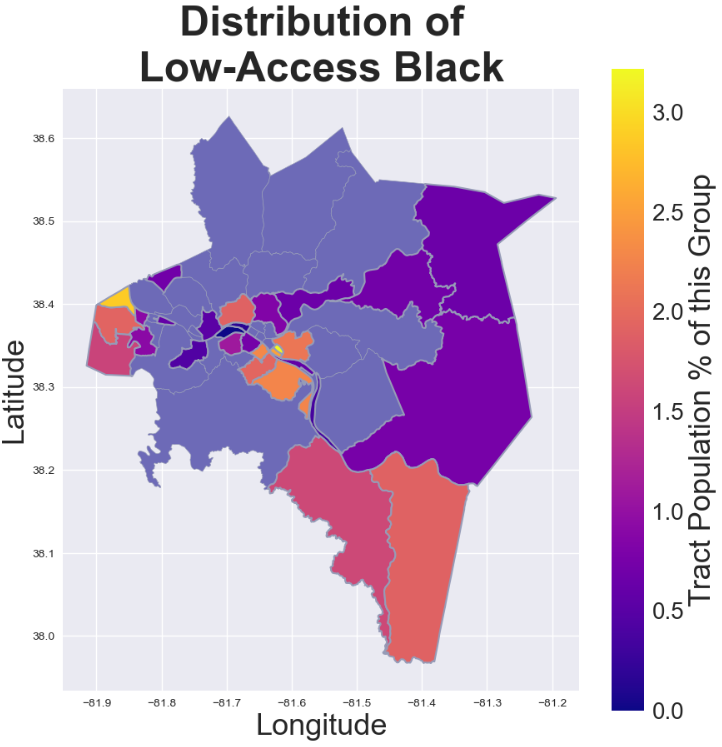 Distribution of
Low-Access Black
38.6
38.5
38.4
38.3
38.2
38.1
38.0
Latitude
−81.9 −81.8 −81.7 −81.6 −81.5 −81.4 −81.3 −81.2
Longitude
3.0
2.5
2.0
1.5
1.0
0.5
0.0
Tract Population % of this Group